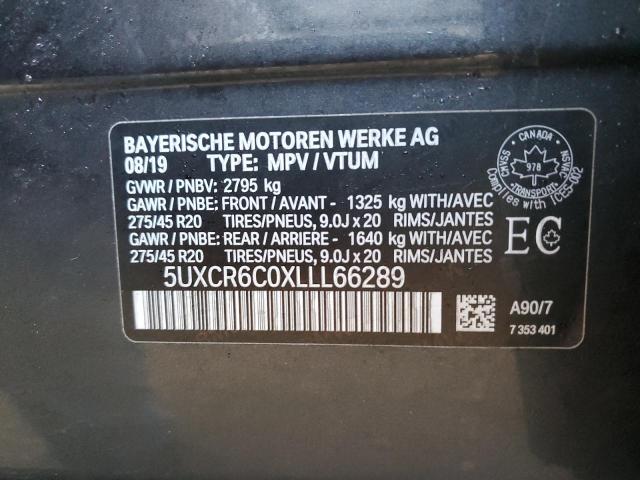 BAYERISCHE MOTOREN WERKE AG
08/19 TYPE: MPV / VTUM
GVWR / PNBV: 2795 kg
GAWR / PNBE: FRONT / AVANT - 1325 kg WITH/AVEC
275/45 R20 TIRES/PNEUS, 9.0J x 20 RIMS/JANTES
GAWR / PNBE: REAR / ARRIERE - 1640 kg WITH/AVEC
275/45 R20 TIRES/PNEUS, 9.0J x 20 RIMS/JANTES
5UXCR6C0XLLL66289
CANADA
CMVSS
NSVAC
978
TRANSPORT
Complies with / ICES-002
EC
A90/7
7 353 401